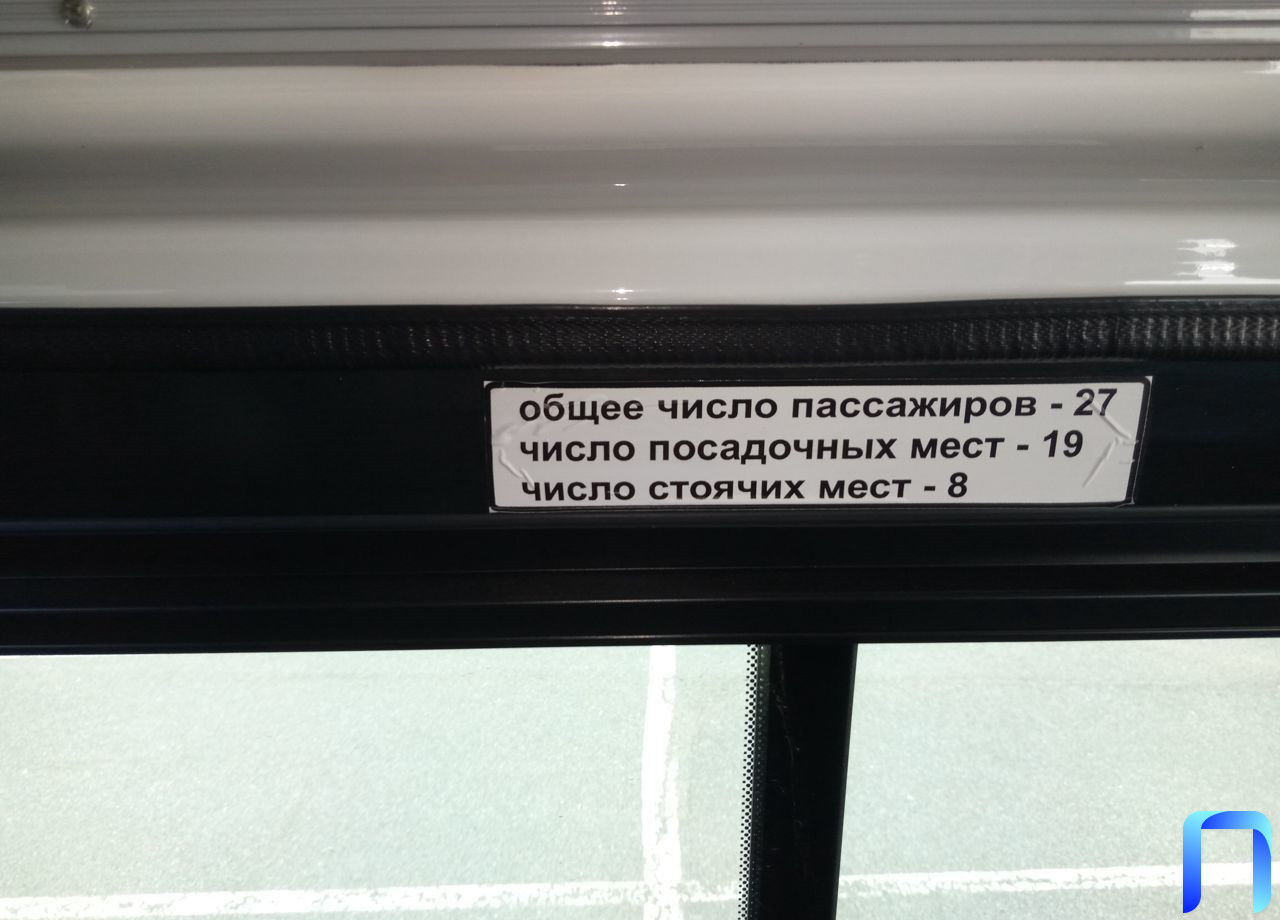 общее число пассажиров - 27
число посадочных мест - 19
число стоячих мест - 8